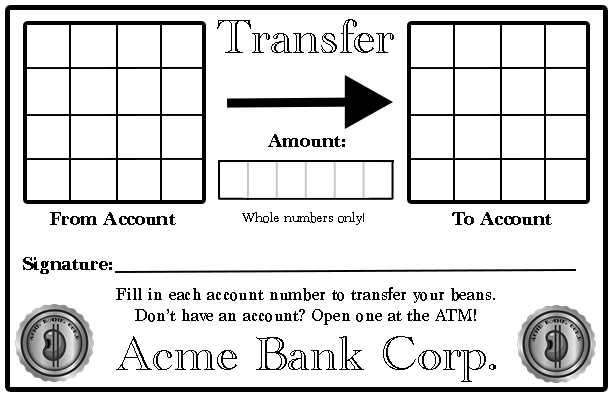 Transfer
Amount:
From Account
Whole numbers only!
To Account
Signature:
Fill in each account number to transfer your beans.
Don't have an account? Open one at the ATM!
Acme Bank Corp.